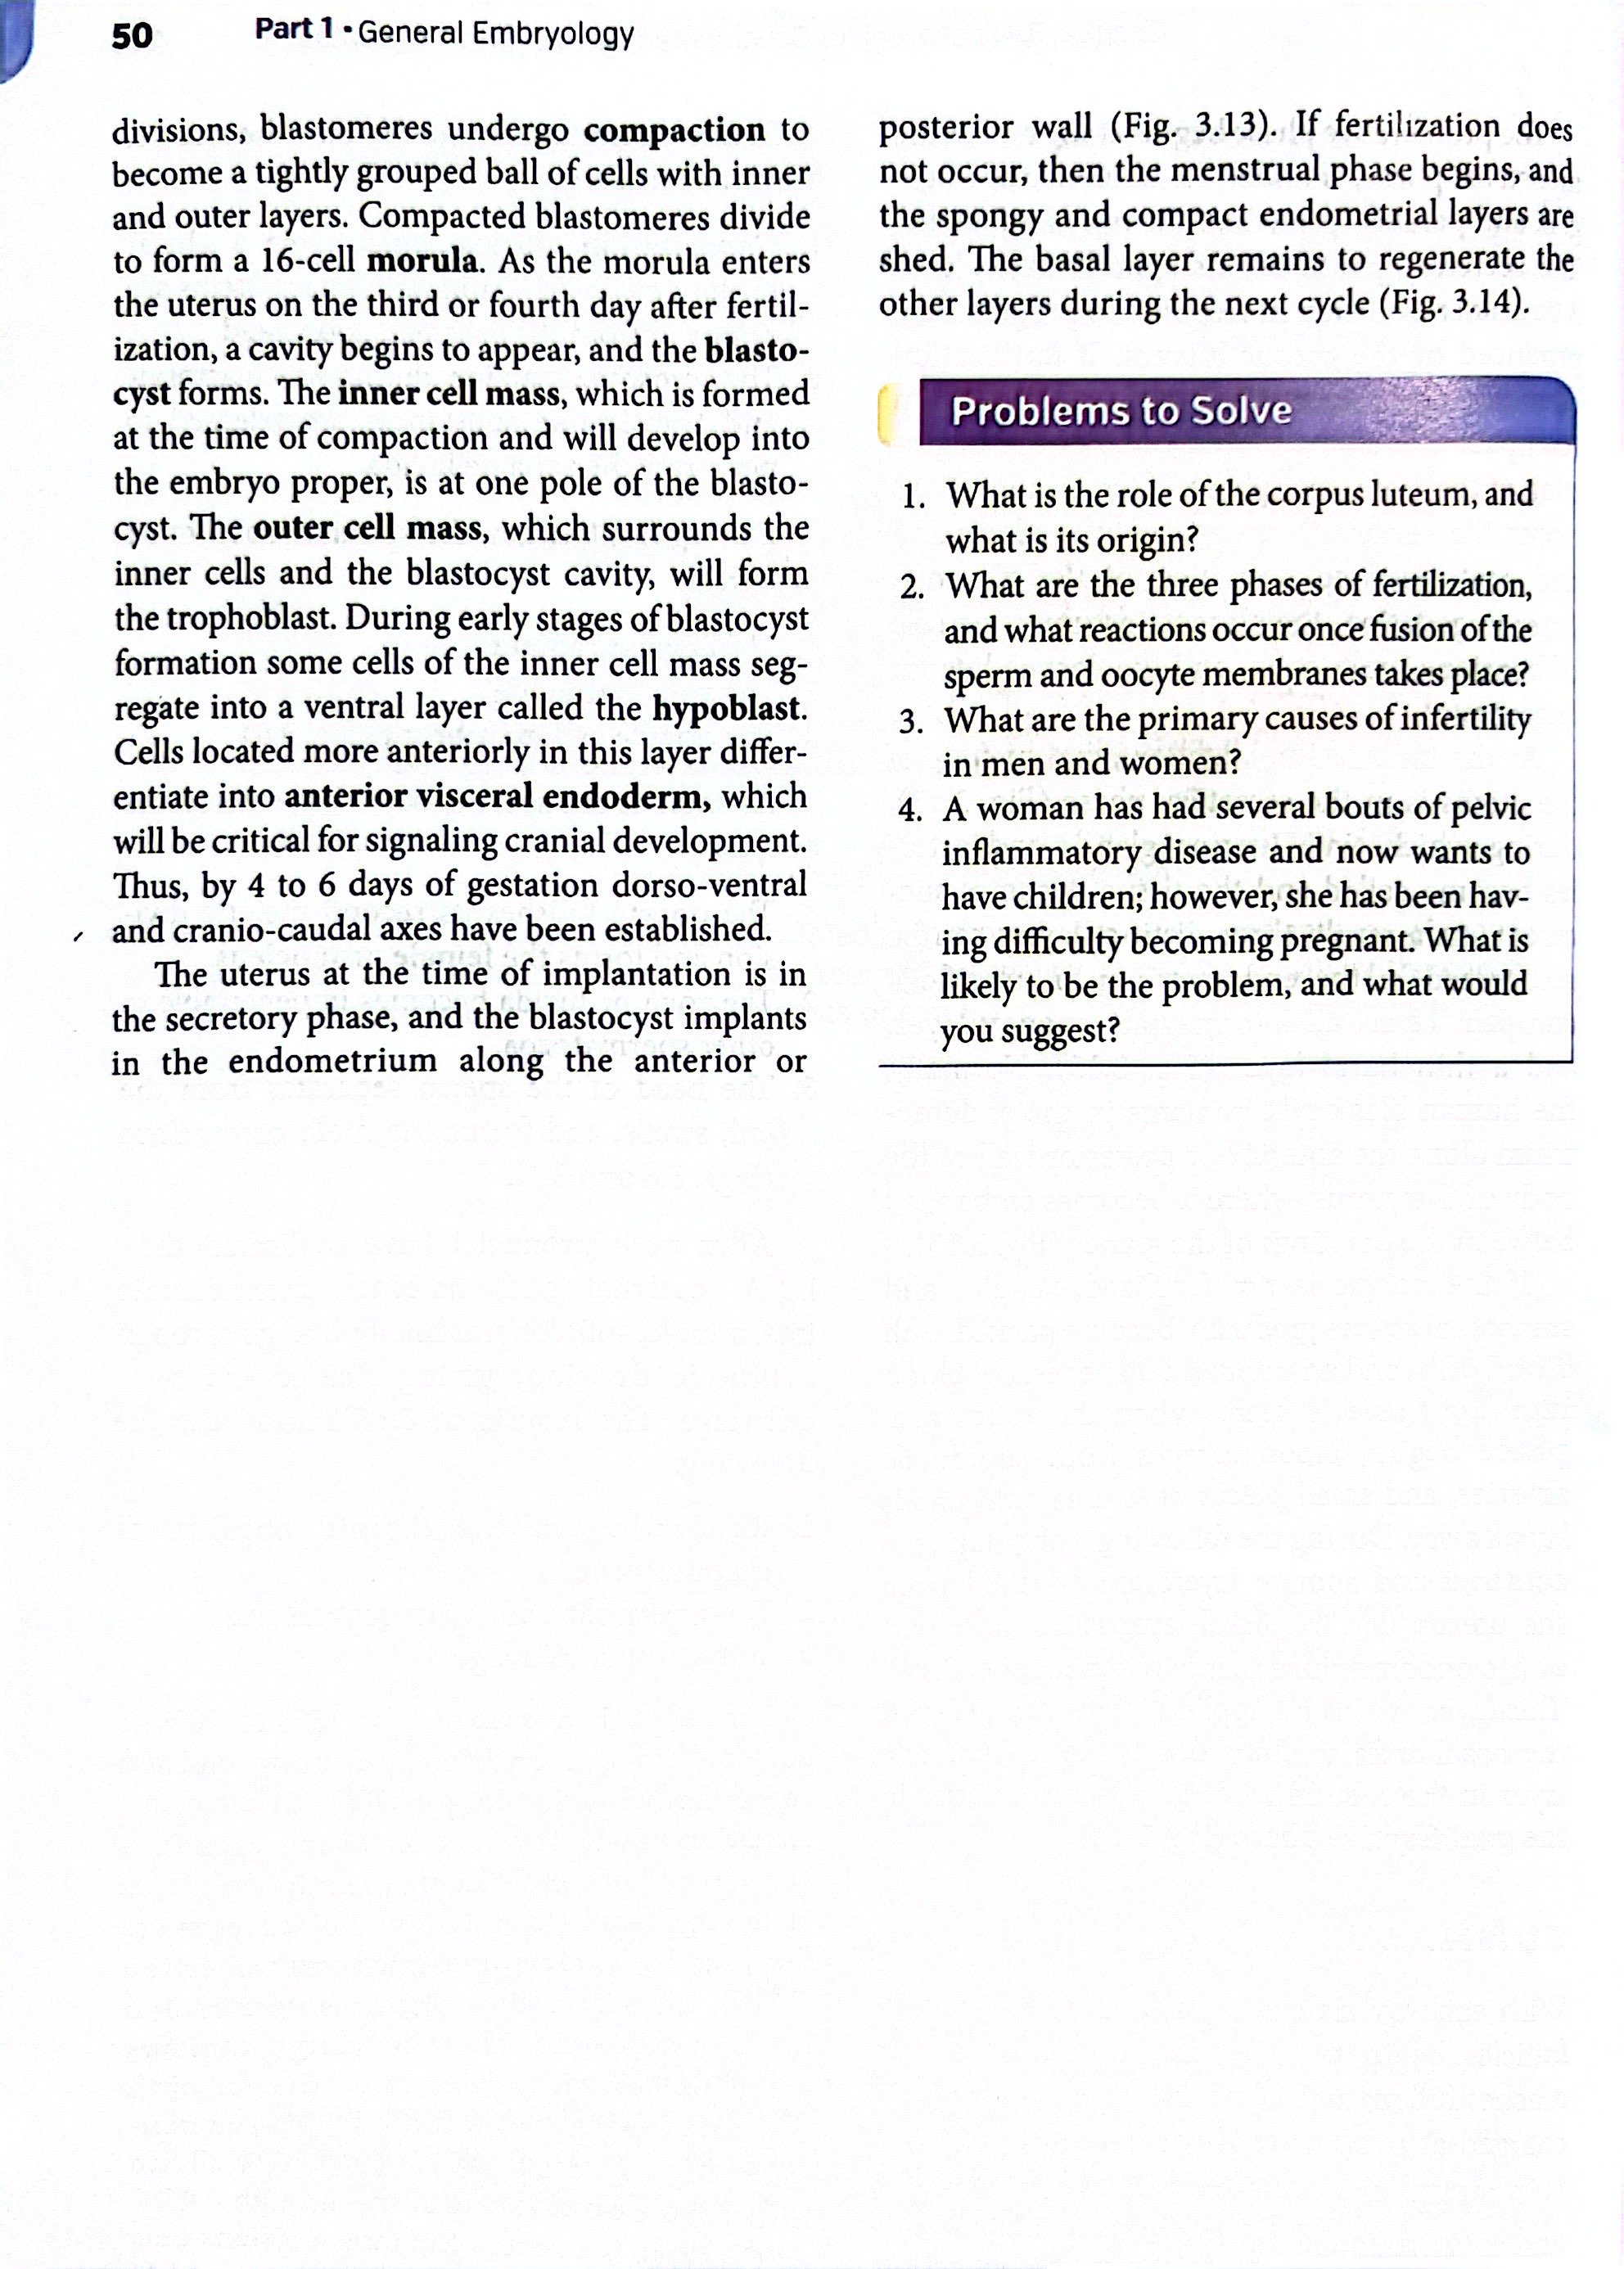 50 Part 1 • General Embryology
divisions, blastomeres undergo compaction to
become a tightly grouped ball of cells with inner
and outer layers. Compacted blastomeres divide
to form a 16-cell morula. As the morula enters
the uterus on the third or fourth day after fertil-
ization, a cavity begins to appear, and the blasto-
cyst forms. The inner cell mass, which is formed
at the time of compaction and will develop into
the embryo proper, is at one pole of the blasto-
cyst. The outer cell mass, which surrounds the
inner cells and the blastocyst cavity, will form
the trophoblast. During early stages of blastocyst
formation some cells of the inner cell mass seg-
regate into a ventral layer called the hypoblast.
Cells located more anteriorly in this layer differ-
entiate into anterior visceral endoderm, which
will be critical for signaling cranial development.
Thus, by 4 to 6 days of gestation dorso-ventral
and cranio-caudal axes have been established.
The uterus at the time of implantation is in
the secretory phase, and the blastocyst implants
in the endometrium along the anterior or
posterior wall (Fig. 3.13). If fertilization does
not occur, then the menstrual phase begins, and
the spongy and compact endometrial layers are
shed. The basal layer remains to regenerate the
other layers during the next cycle (Fig. 3.14).
Problems to Solve
1. What is the role of the corpus luteum, and
what is its origin?
2. What are the three phases of fertilization,
and what reactions occur once fusion of the
sperm and oocyte membranes takes place?
3. What are the primary causes of infertility
in men and women?
4. A woman has had several bouts of pelvic
inflammatory disease and now wants to
have children; however, she has been hav-
ing difficulty becoming pregnant. What is
likely to be the problem, and what would
you suggest?